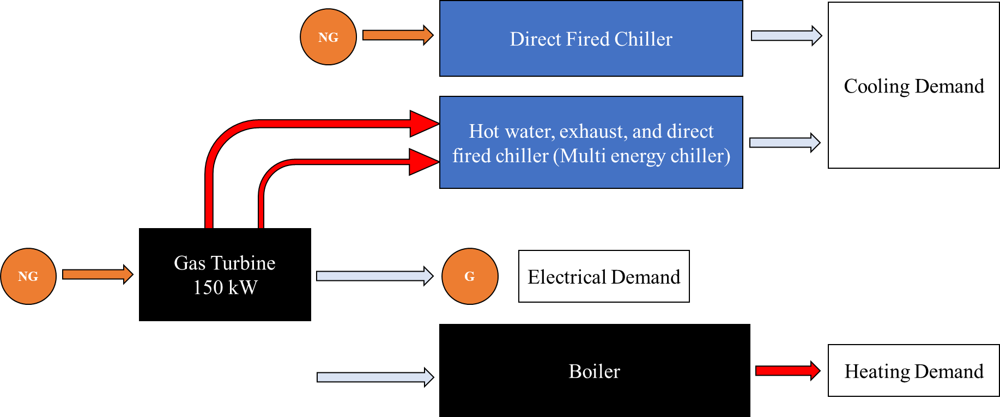 NG
Direct Fired Chiller
Cooling Demand
Hot water, exhaust, and direct
fired chiller (Multi energy chiller)
NG
Gas Turbine
150 kW
G
Electrical Demand
Boiler
Heating Demand